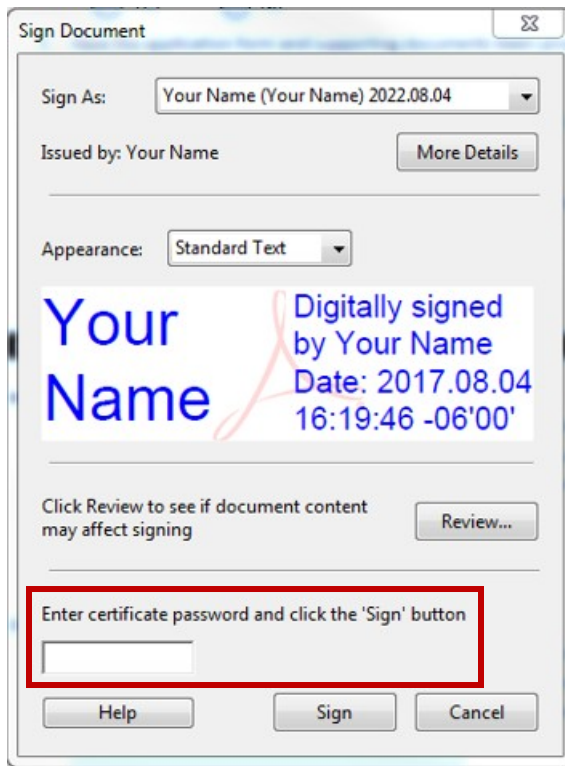 Sign Document
Sign As: Your Name (Your Name) 2022.08.04
Issued by: Your Name More Details
Appearance: Standard Text
Your
Name
Digitally signed
by Your Name
Date: 2017.08.04
16:19:46 -06'00'
Click Review to see if document content
may affect signing
Review...
Enter certificate password and click the 'Sign' button
Help Sign Cancel